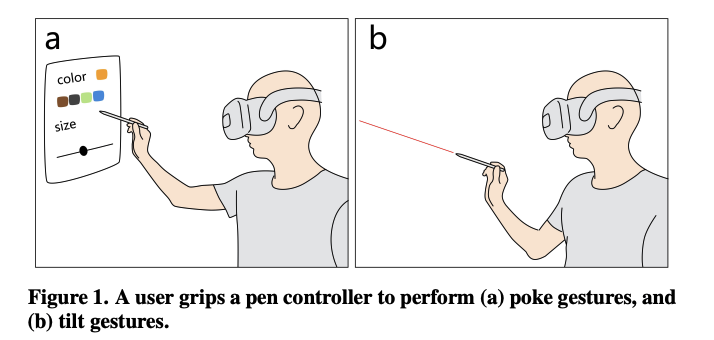 a
color
size
b
Figure 1. A user grips a pen controller to perform (a) poke gestures, and
(b) tilt gestures.